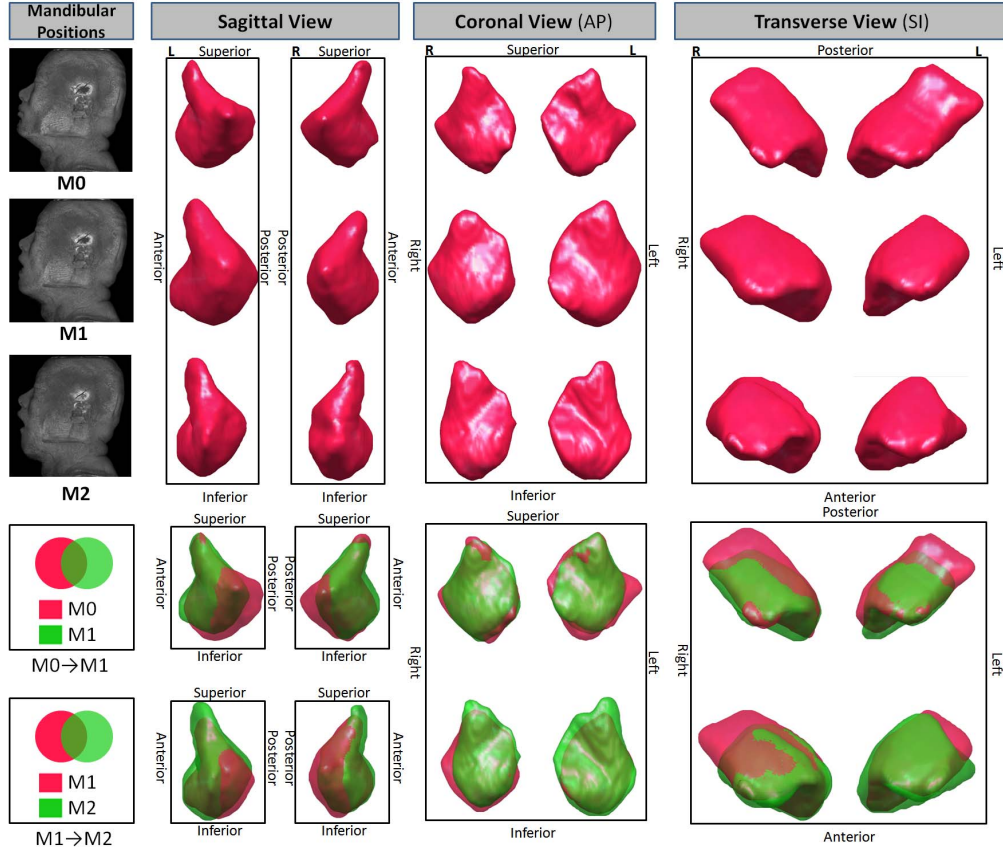 Mandibular
Positions
Sagittal View
Coronal View (AP)
Transverse View (SI)
L Superior R Superior
R Superior L
R Posterior L
M0
M1
M2
Anterior
Posterior
Posterior
Anterior
Right
Left
Right
Left
Inferior
Inferior
Inferior
Anterior
Superior
Superior
Superior
Posterior
M0
M1
M0→M1
Anterior
Posterior
Posterior
Anterior
Inferior
Inferior
Right
Left
Right
Left
Superior
Superior
M1
M2
M1→M2
Anterior
Posterior
Posterior
Anterior
Inferior
Inferior
Inferior
Anterior